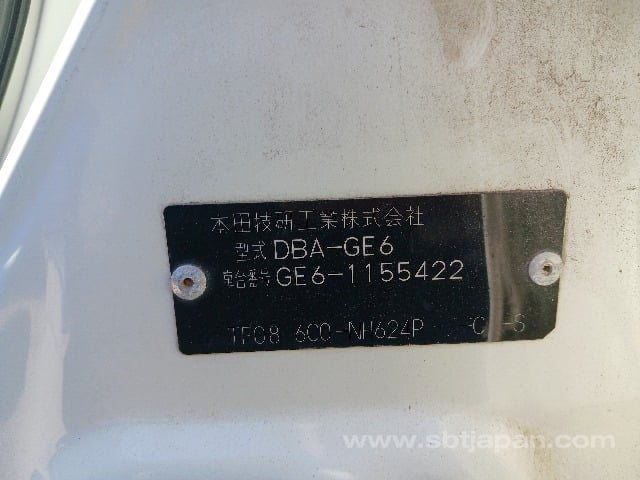 本田技研工業株式会社
型式 DBA-GE6
車台番号 GE6-1155422
600-NH624P
www.sbtjapan.com